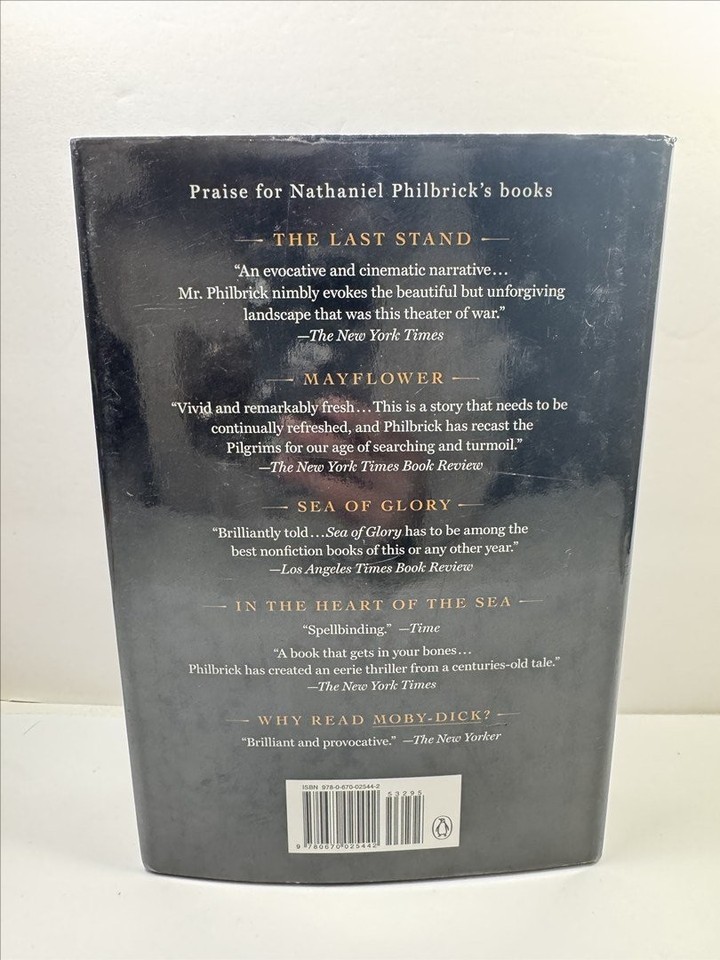 Praise for Nathaniel Philbrick's books
THE LAST STAND
“An evocative and cinematic narrative…
Mr. Philbrick nimbly evokes the beautiful but unforgiving
landscape that was this theater of war.”
—The New York Times
MAYFLOWER
“Vivid and remarkably fresh…This is a story that needs to be
continually refreshed, and Philbrick has recast the
Pilgrims for our age of searching and turmoil.”
—The New York Times Book Review
SEA OF GLORY
“Brilliantly told…Sea of Glory has to be among the
best nonfiction books of this or any other year.”
—Los Angeles Times Book Review
IN THE HEART OF THE SEA
“Spellbinding.” —Time
“A book that gets in your bones…
Philbrick has created an eerie thriller from a centuries-old tale.”
—The New York Times
WHY READ MOBY-DICK?
“Brilliant and provocative.” —The New Yorker
ISBN 978-0-670-02544-2
53295
9 780670 025442